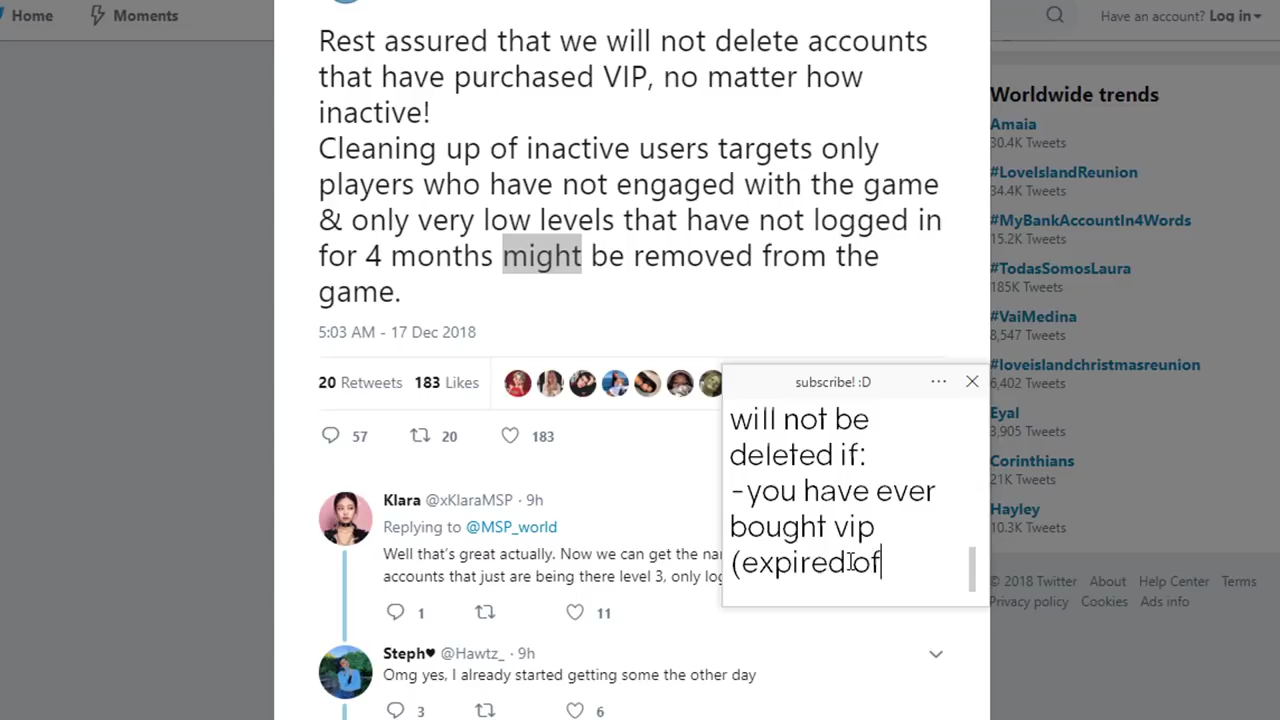 Home
Moments
Have an account? Log in
Rest assured that we will not delete accounts
that have purchased VIP, no matter how
inactive!
Cleaning up of inactive users targets only
players who have not engaged with the game
& only very low levels that have not logged in
for 4 months might be removed from the
game.
5:03 AM - 17 Dec 2018
20 Retweets 183 Likes
57 20 183
Klara @xKlaraMSP · 9h
Replying to @MSP_world
Well that's great actually. Now we can get the
accounts that just are being there level 3, only
1 11
Steph♥ @Hawtz_ · 9h
Omg yes, I already started getting some the other day
3 6
subscribe! :D
will not be
deleted if:
-you have ever
bought vip
(expired of
Worldwide trends
Amaia
30.4K Tweets
#LoveIslandReunion
34.4K Tweets
#MyBankAccountIn4Words
15.2K Tweets
#TodasSomosLaura
185K Tweets
#VaiMedina
8,547 Tweets
#loveislandchristmasreunion
6,402 Tweets
Eyal
3,905 Tweets
Corinthians
21K Tweets
Hayley
10.3K Tweets
© 2018 Twitter About Help Center Terms
Privacy policy Cookies Ads info